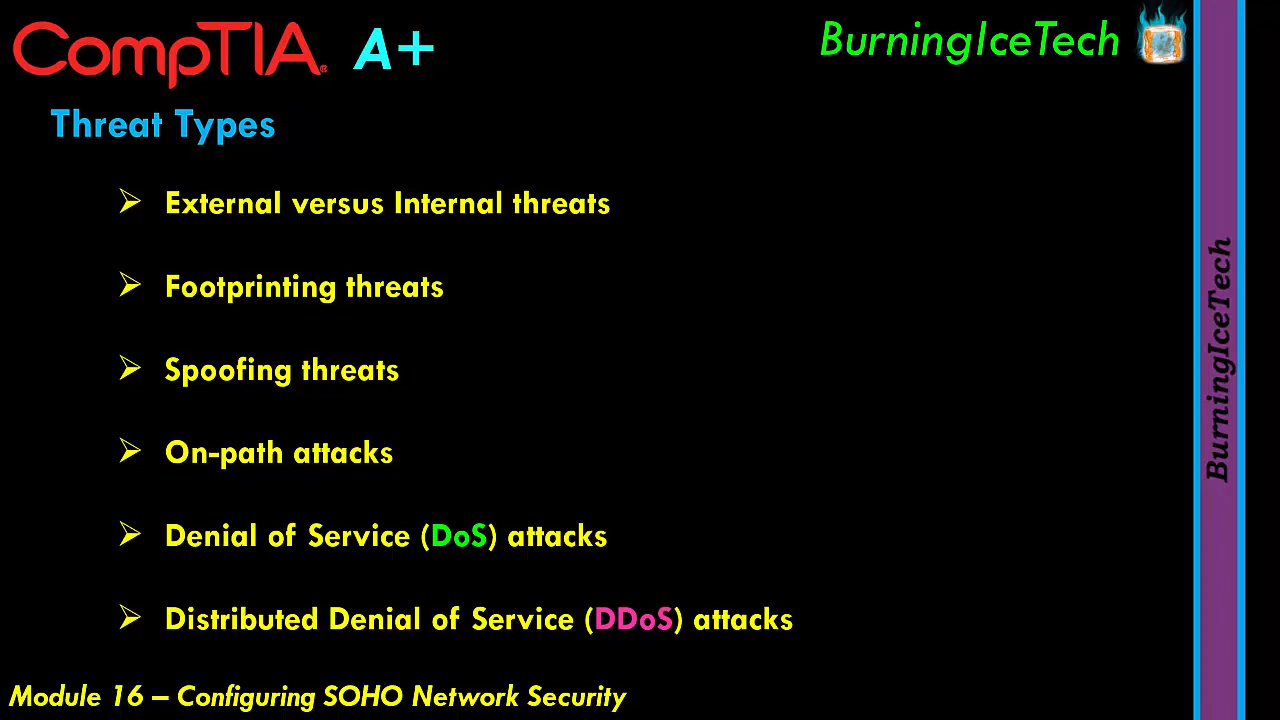 CompTIA® A+
BurningIceTech
Threat Types
➢ External versus Internal threats
➢ Footprinting threats
➢ Spoofing threats
➢ On-path attacks
➢ Denial of Service (DoS) attacks
➢ Distributed Denial of Service (DDoS) attacks
Module 16 – Configuring SOHO Network Security
BurningIceTech